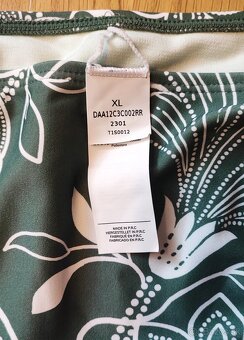 XL
DAA12C3C002RR
2301
7150012
MADE IN P.R.C
HERGESTELLT IN P.R.C
FABRIQUÉ EN P.R.C
FABRICADO EN P.R.C